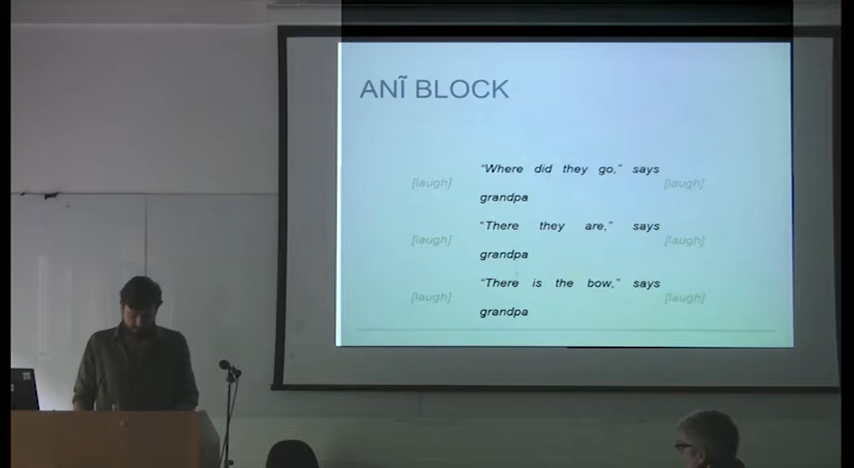 ANĨ BLOCK
“Where did they go,” says
[laugh] [laugh]
grandpa
“There they are,” says
[laugh] [laugh]
grandpa
“There is the bow,” says
[laugh] [laugh]
grandpa